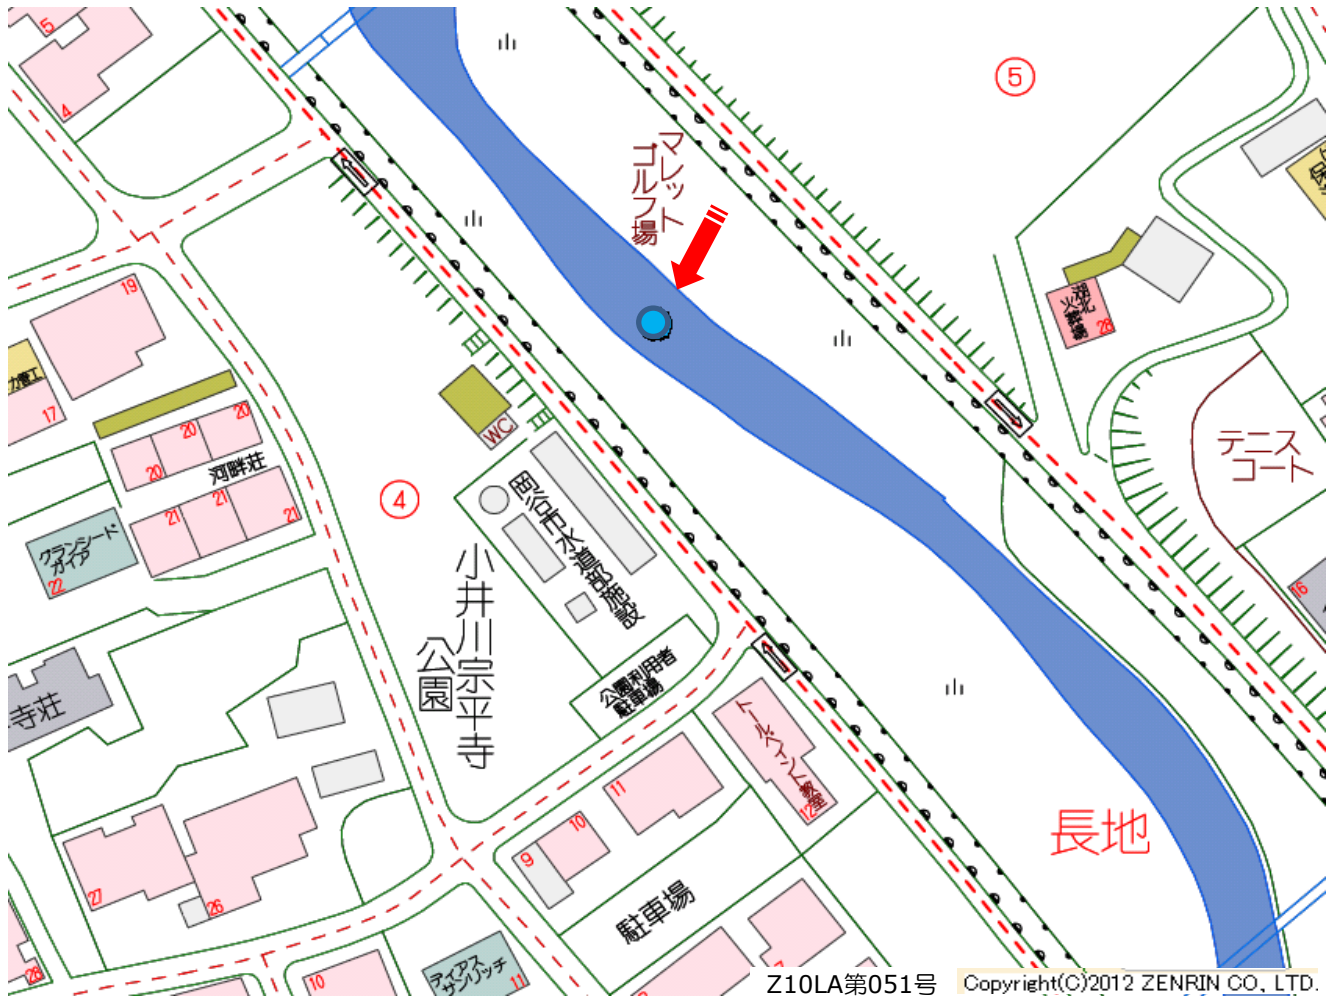 5
4
⑤
マレット
ゴルフ場
19
湖北
火葬場
28
力管工
17
20
20
20
河畔荘
21
21
21
WC
④
テニス
コート
岡谷市水道部施設
グランシード
ガイア
22
小井川宗平寺
公園
16
公園利用者
駐車場
寺荘
トールペイント教室
12
11
10
9
長地
27
26
駐車場
28
10
ディアス
サンリッチ
11
Z10LA第051号
Copyright(C)2012 ZENRIN CO., LTD.